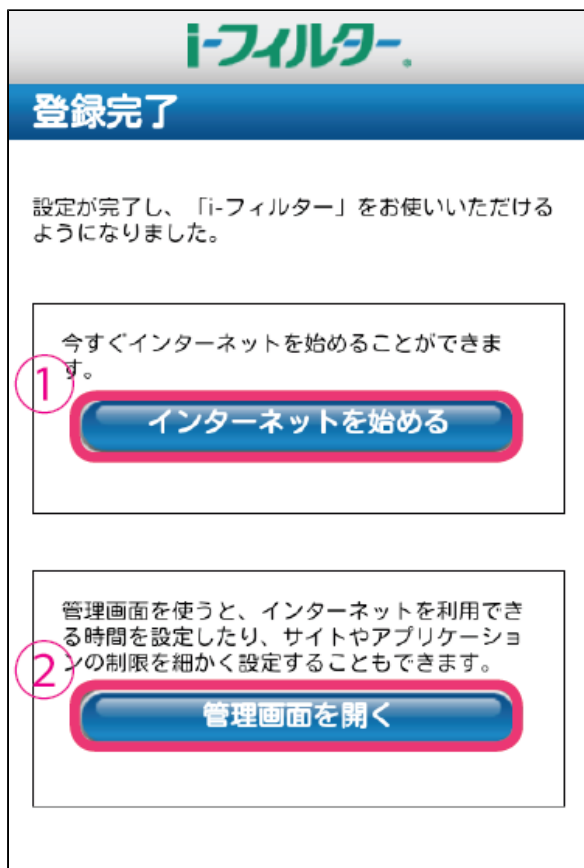 i-フィルター®
登録完了
設定が完了し、「i-フィルター」をお使いいただける
ようになりました。
今すぐインターネットを始めることができま
す。
①
インターネットを始める
管理画面を使うと、インターネットを利用でき
る時間を設定したり、サイトやアプリケーショ
ンの制限を細かく設定することもできます。
②
管理画面を開く